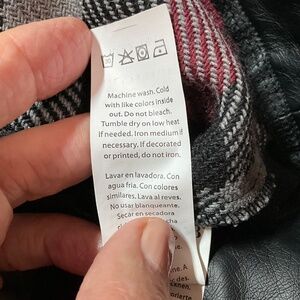 Machine wash. Cold
with like colors inside
out. Do not bleach.
Tumble dry on low heat
if needed. Iron medium if
necessary. If decorated
or printed, do not iron.
Lavar en lavadora. Con
agua fria. Con colores
similares. Lava al reves.
No usar blanqueante.
Secar en secadora